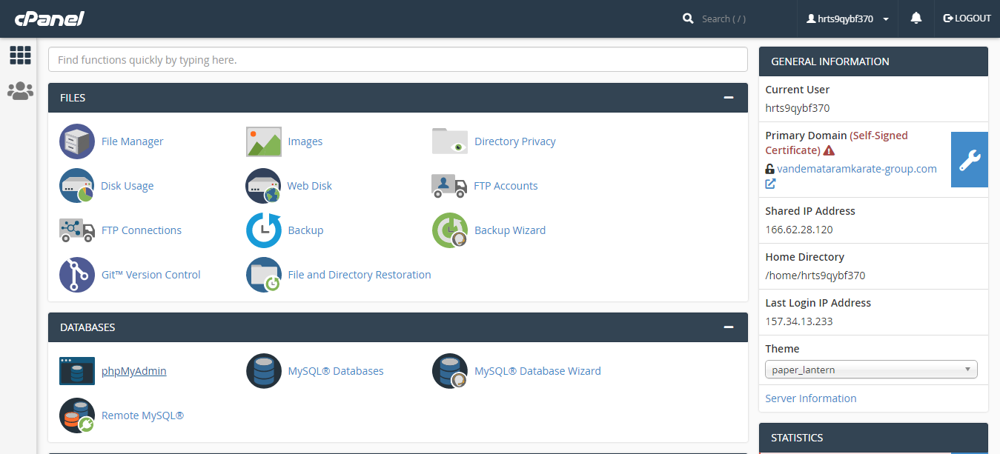 cPanel
Search ( / )
hrts9qybf370
LOGOUT
Find functions quickly by typing here.
FILES
File Manager
Images
Directory Privacy
Disk Usage
Web Disk
FTP Accounts
FTP Connections
Backup
Backup Wizard
Git™ Version Control
File and Directory Restoration
DATABASES
phpMyAdmin
MySQL® Databases
MySQL® Database Wizard
Remote MySQL®
GENERAL INFORMATION
Current User
hrts9qybf370
Primary Domain (Self-Signed
Certificate)
vandemataramkarate-group.com
Shared IP Address
166.62.28.120
Home Directory
/home/hrts9qybf370
Last Login IP Address
157.34.13.233
Theme
paper_lantern
Server Information
STATISTICS